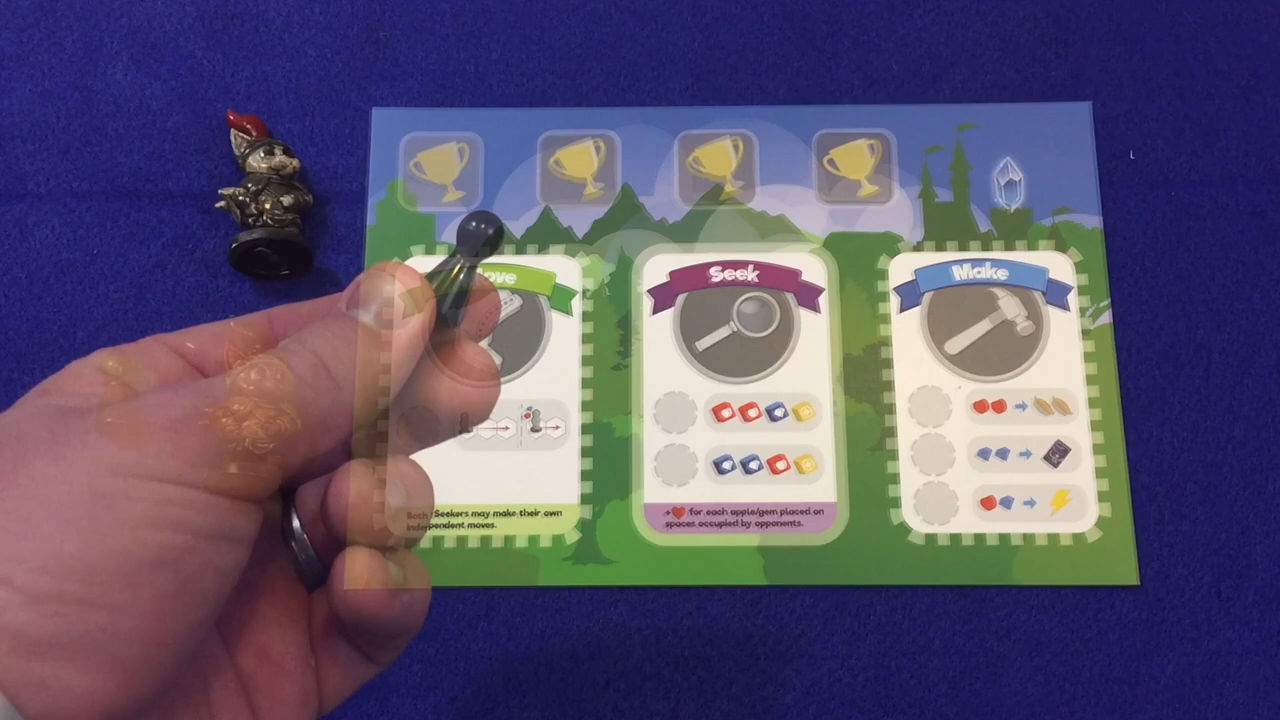 Seek
Make
Both Seekers may make their own
independent moves.
+❤ for each apple/gem placed on
spaces occupied by opponents.